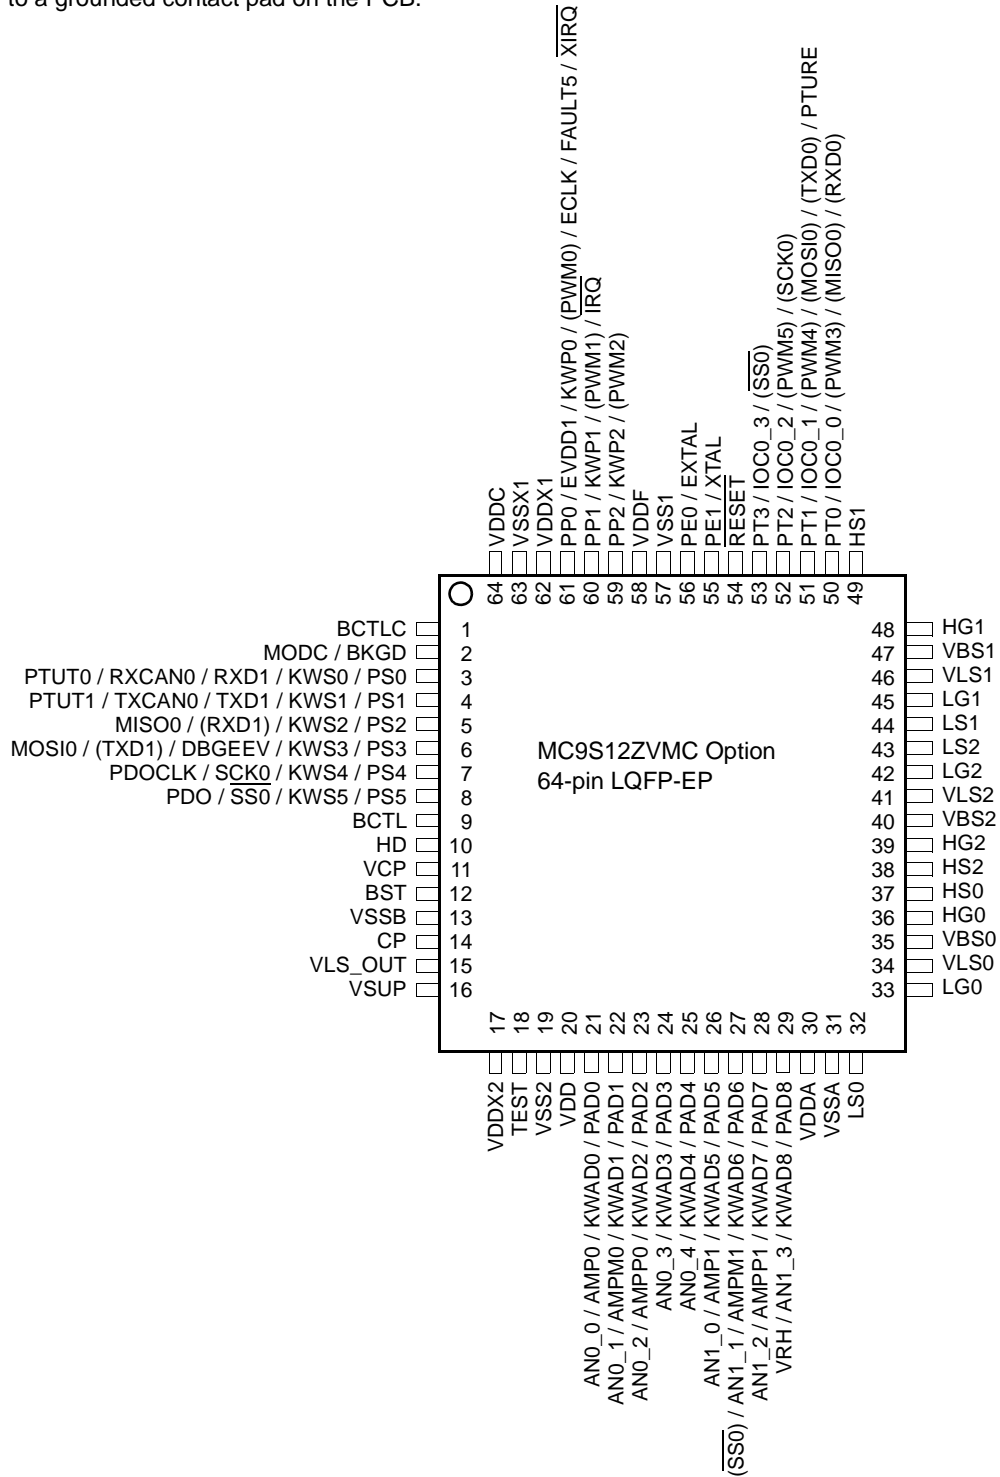 to a grounded contact pad on the PCB.
VDDC
VSSX1
VDDX1
PP0 / EVDD1 / KWP0 / (PWM0) / ECLK / FAULT5 / XIRQ
PP1 / KWP1 / (PWM1) / IRQ
PP2 / KWP2 / (PWM2)
VDDF
VSS1
PE0 / EXTAL
PE1 / XTAL
RESET
PT3 / IOC0_3 / (SS0)
PT2 / IOC0_2 / (PWM5) / (SCK0)
PT1 / IOC0_1 / (PWM4) / (MOSI0) / (TXD0) / PTURE
PT0 / IOC0_0 / (PWM3) / (MISO0) / (RXD0)
HS1
64
63
62
61
60
59
58
57
56
55
54
53
52
51
50
49
BCTLC 1
MODC / BKGD 2
PTUT0 / RXCAN0 / RXD1 / KWS0 / PS0 3
PTUT1 / TXCAN0 / TXD1 / KWS1 / PS1 4
MISO0 / (RXD1) / KWS2 / PS2 5
MOSI0 / (TXD1) / DBGEEV / KWS3 / PS3 6
PDOCLK / SCK0 / KWS4 / PS4 7
PDO / SS0 / KWS5 / PS5 8
BCTL 9
HD 10
VCP 11
BST 12
VSSB 13
CP 14
VLS_OUT 15
VSUP 16
MC9S12ZVMC Option
64-pin LQFP-EP
48 HG1
47 VBS1
46 VLS1
45 LG1
44 LS1
43 LS2
42 LG2
41 VLS2
40 VBS2
39 HG2
38 HS2
37 HS0
36 HG0
35 VBS0
34 VLS0
33 LG0
17
18
19
20
21
22
23
24
25
26
27
28
29
30
31
32
VDDX2
TEST
VSS2
VDD
AN0_0 / AMP0 / KWAD0 / PAD0
AN0_1 / AMPM0 / KWAD1 / PAD1
AN0_2 / AMPP0 / KWAD2 / PAD2
AN0_3 / KWAD3 / PAD3
AN0_4 / KWAD4 / PAD4
AN1_0 / AMP1 / KWAD5 / PAD5
(SS0) / AN1_1 / AMPM1 / KWAD6 / PAD6
AN1_2 / AMPP1 / KWAD7 / PAD7
VRH / AN1_3 / KWAD8 / PAD8
VDDA
VSSA
LS0